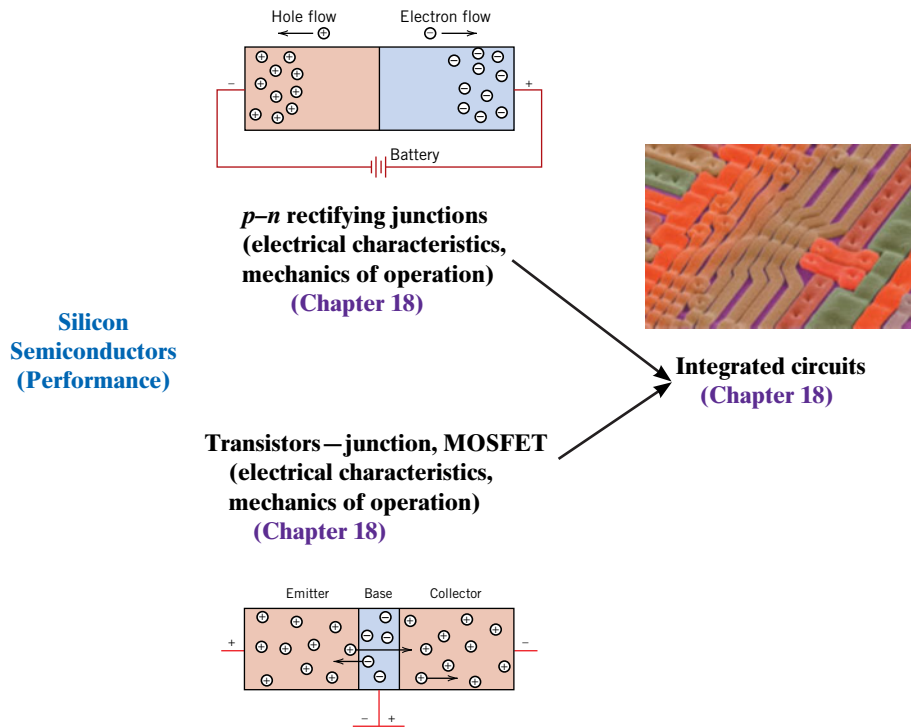 Hole flow Electron flow
← + − →
− +
Battery
p–n rectifying junctions
(electrical characteristics,
mechanics of operation)
(Chapter 18)
Silicon
Semiconductors
(Performance)
Integrated circuits
(Chapter 18)
Transistors—junction, MOSFET
(electrical characteristics,
mechanics of operation)
(Chapter 18)
Emitter Base Collector
+ −
− +